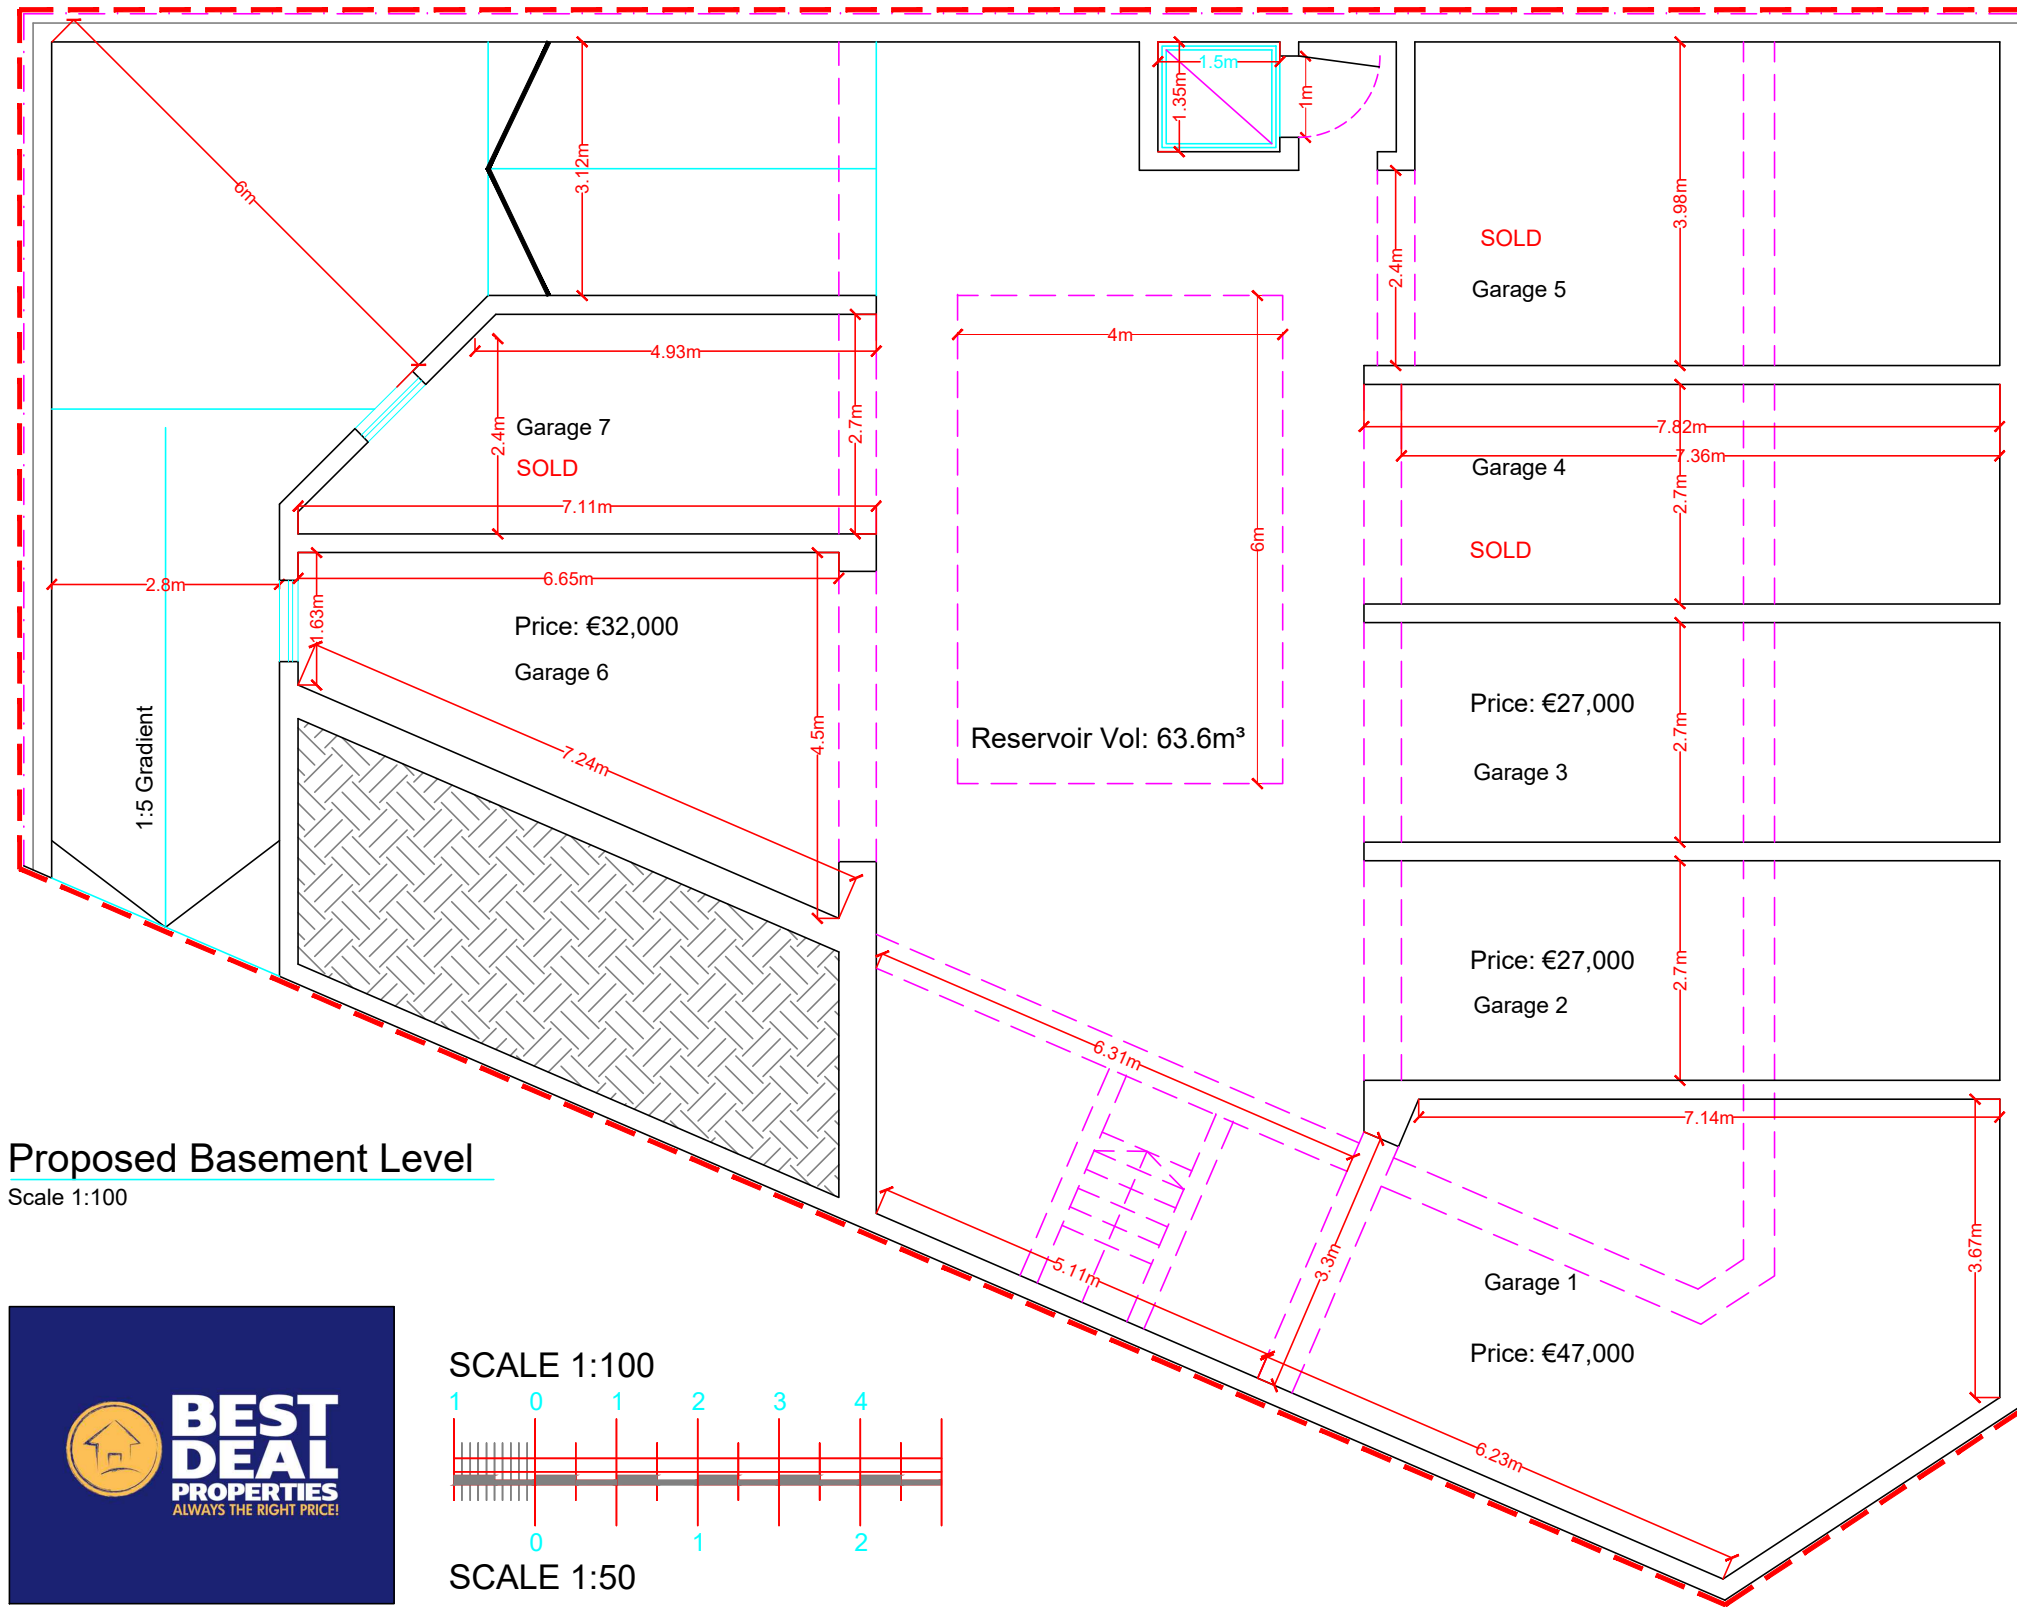 1.5m
1.35m
1m
6m
3.12m
3.98m
SOLD
Garage 5
2.4m
4m
4.93m
2.7m
2.4m
Garage 7
SOLD
7.11m
6m
7.82m
7.36m
Garage 4
2.7m
SOLD
2.8m
6.65m
1.63m
Price: €32,000
Garage 6
4.5m
7.24m
Reservoir Vol: 63.6m³
Price: €27,000
2.7m
Garage 3
1:5 Gradient
Price: €27,000
2.7m
Garage 2
6.31m
7.14m
3.67m
5.11m
3.3m
Garage 1
Price: €47,000
6.23m
Proposed Basement Level
Scale 1:100
BEST
DEAL
PROPERTIES
ALWAYS THE RIGHT PRICE!
SCALE 1:100
1 0 1 2 3 4
0 1 2
SCALE 1:50